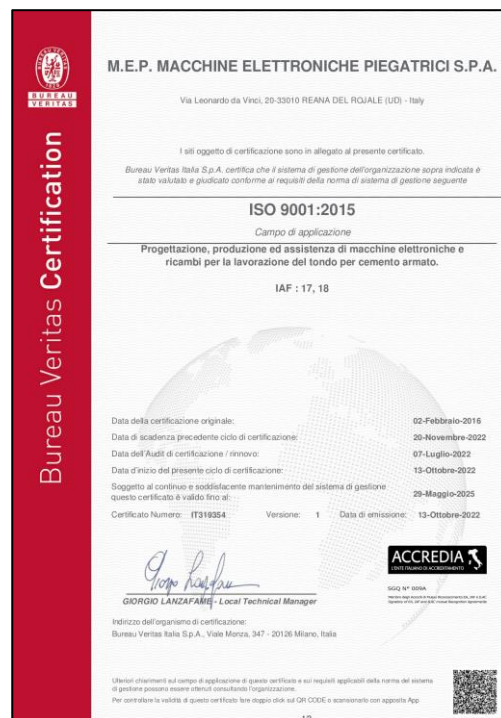 BUREAU
VERITAS
1828
Bureau Veritas Certification
M.E.P. MACCHINE ELETTRONICHE PIEGATRICI S.P.A.
Via Leonardo da Vinci, 20-33010 REANA DEL ROJALE (UD) - Italy
I siti oggetto di certificazione sono in allegato al presente certificato.
Bureau Veritas Italia S.p.A. certifica che il sistema di gestione dell'organizzazione sopra indicata è
stato valutato e giudicato conforme ai requisiti della norma di sistema di gestione seguente
ISO 9001:2015
Campo di applicazione
Progettazione, produzione ed assistenza di macchine elettroniche e
ricambi per la lavorazione del tondo per cemento armato.
IAF : 17, 18
Data della certificazione originale: 02-Febbraio-2016
Data di scadenza precedente ciclo di certificazione: 20-Novembre-2022
Data dell'Audit di certificazione / rinnovo: 07-Luglio-2022
Data d'inizio del presente ciclo di certificazione: 13-Ottobre-2022
Soggetto al continuo e soddisfacente mantenimento del sistema di gestione
questo certificato è valido fino al: 29-Maggio-2025
Certificato Numero: IT319354 Versione: 1 Data di emissione: 13-Ottobre-2022
ACCREDIA
L'ENTE ITALIANO DI ACCREDITAMENTO
SGQ N° 009A
GIORGIO LANZAFAME - Local Technical Manager
Indirizzo dell'organismo di certificazione:
Bureau Veritas Italia S.p.A., Viale Monza, 347 - 20126 Milano, Italia
Ulteriori chiarimenti sul campo di applicazione di questo certificato e sui requisiti applicabili della norma del sistema
di gestione possono essere ottenuti consultando l'organizzazione.
Per controllare la validità di questo certificato fare doppio click sul QR CODE o scansionarlo con apposita App